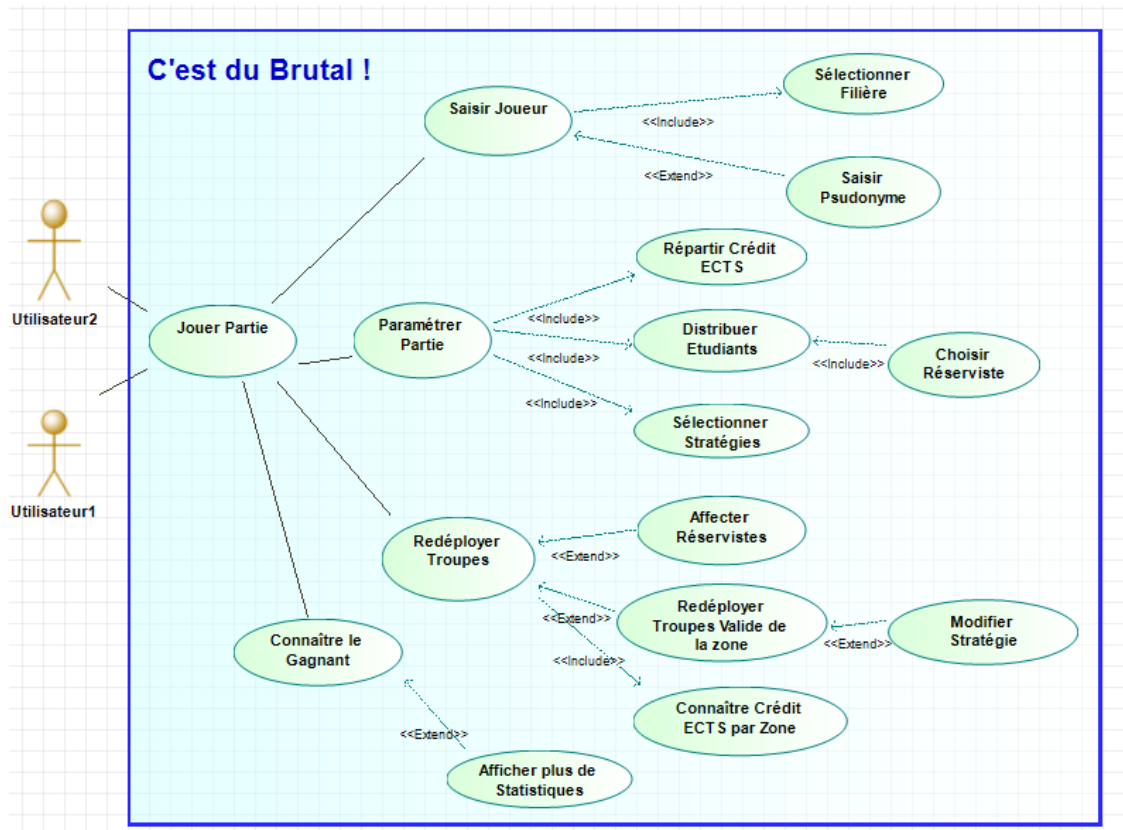 C'est du Brutal !
Sélectionner
Filière
Saisir Joueur
<<Include>>
<<Extend>>
Saisir
Psudonyme
Utilisateur2
Utilisateur1
Jouer Partie
Paramétrer
Partie
Répartir Crédit
ECTS
<<Include>>
Distribuer
Etudiants
<<Include>>
<<Include>>
Choisir
Réserviste
<<Include>>
Sélectionner
Stratégies
Redéployer
Troupes
Affecter
Réservistes
<<Extend>>
Redéployer
Troupes Valide de
la zone
<<Extend>>
Modifier
Stratégie
<<Extend>>
<<Include>>
Connaître Crédit
ECTS par Zone
Connaître le
Gagnant
<<Extend>>
Afficher plus de
Statistiques